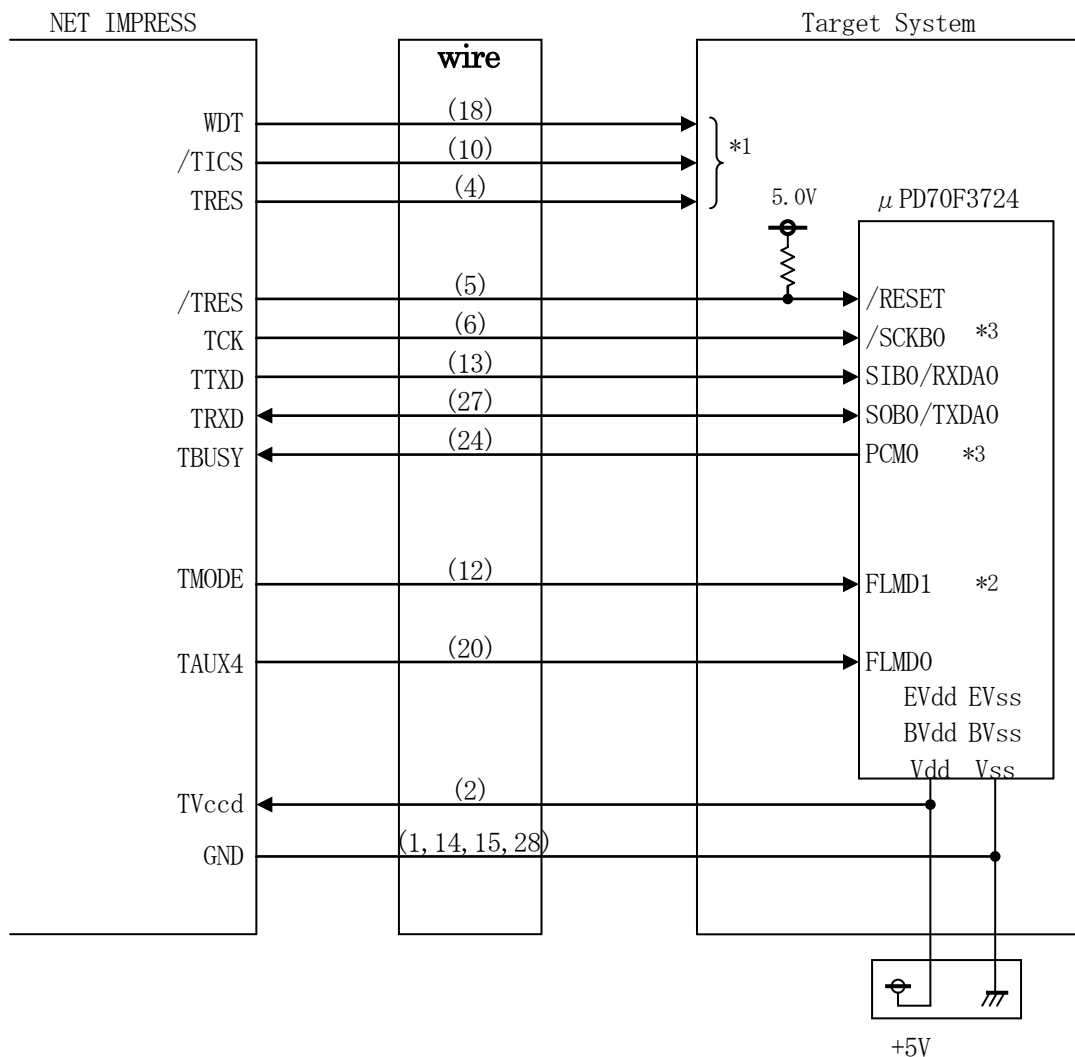 NET IMPRESS
Target System
wire
WDT
(18)
/TICS
(10)
*1
TRES
(4)
5.0V
μPD70F3724
/TRES
(5)
/RESET
TCK
(6)
/SCKB0 *3
TTXD
(13)
SIB0/RXDA0
TRXD
(27)
SOB0/TXDA0
TBUSY
(24)
PCM0 *3
TMODE
(12)
FLMD1 *2
TAUX4
(20)
FLMD0
EVdd EVss
BVdd BVss
Vdd Vss
TVccd
(2)
GND
(1,14,15,28)
+5V